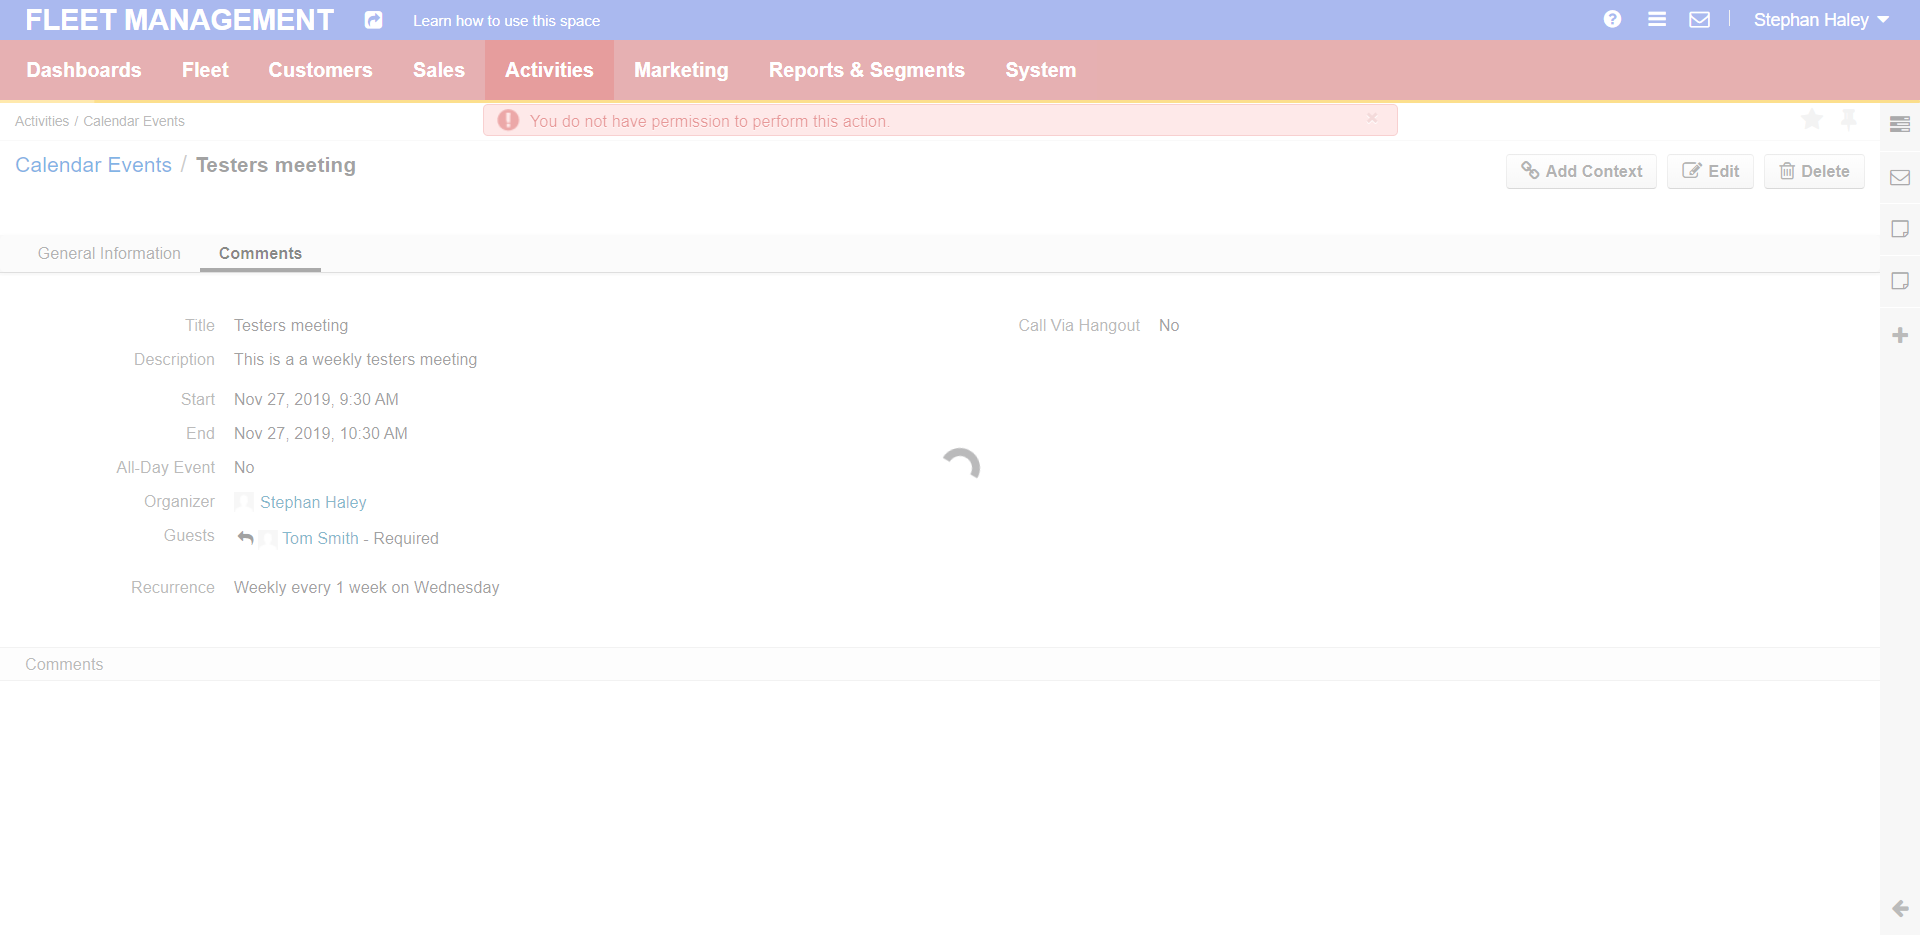 FLEET MANAGEMENT Learn how to use this space Stephan Haley
Dashboards Fleet Customers Sales Activities Marketing Reports & Segments System
Activities / Calendar Events
You do not have permission to perform this action. ×
Calendar Events / Testers meeting
Add Context Edit Delete
General Information Comments
Title Testers meeting
Call Via Hangout No
Description This is a a weekly testers meeting
Start Nov 27, 2019, 9:30 AM
End Nov 27, 2019, 10:30 AM
All-Day Event No
Organizer Stephan Haley
Guests Tom Smith - Required
Recurrence Weekly every 1 week on Wednesday
Comments